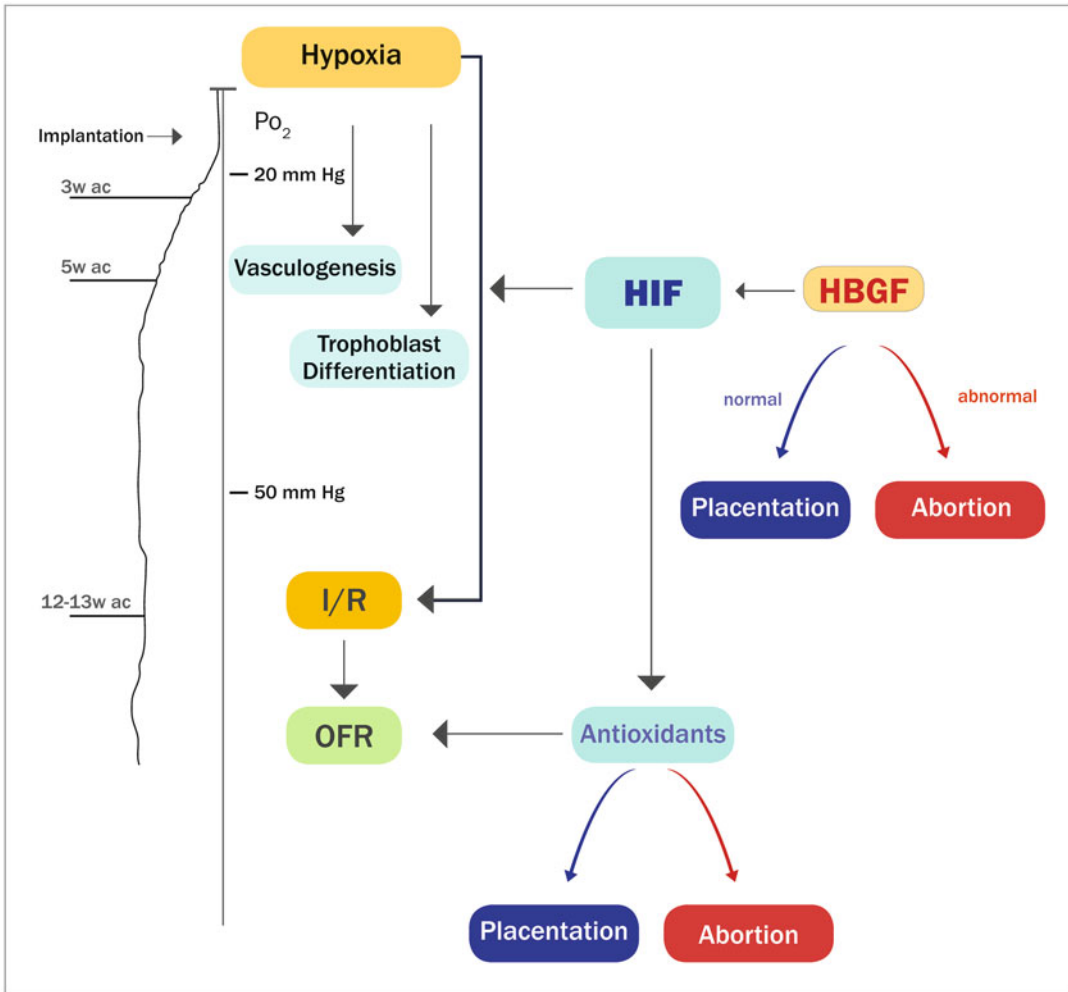 Hypoxia
Implantation
Po₂
20 mm Hg
3w ac
5w ac
Vasculogenesis
HIF
HBGF
Trophoblast
Differentiation
normal
abnormal
50 mm Hg
Placentation
Abortion
12-13w ac
I/R
OFR
Antioxidants
Placentation
Abortion